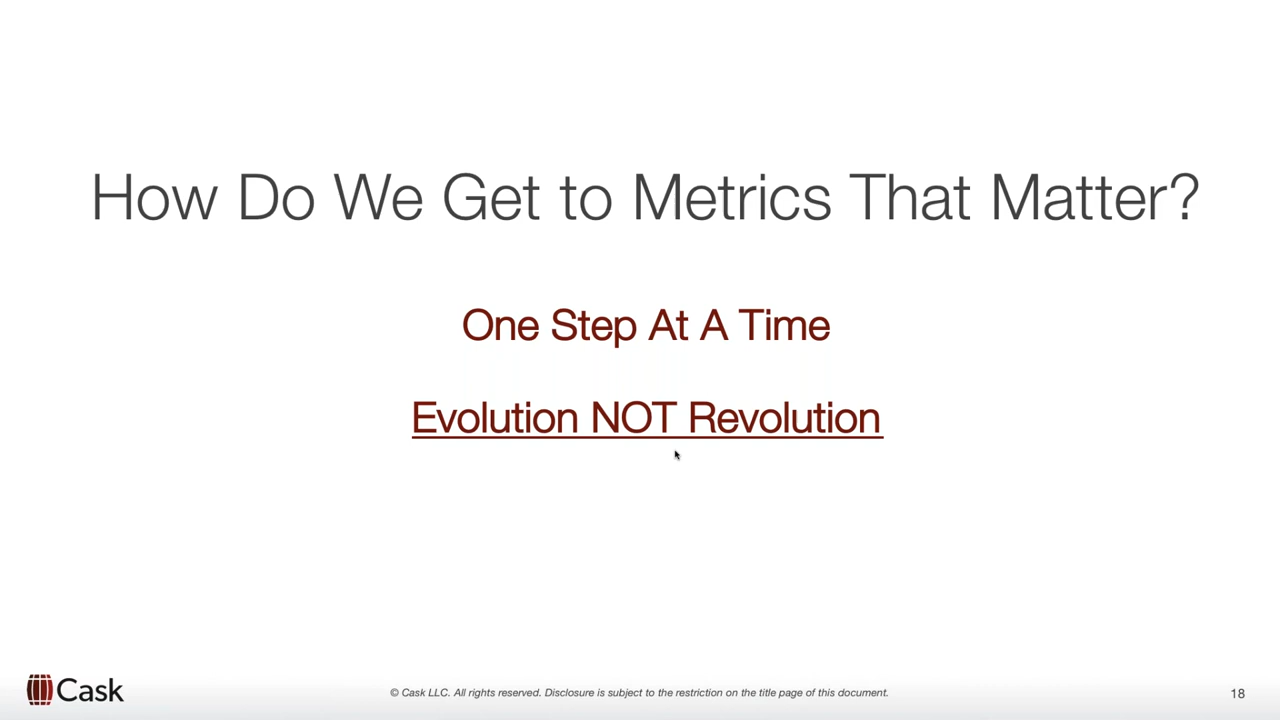 How Do We Get to Metrics That Matter?
One Step At A Time
Evolution NOT Revolution
Cask
© Cask LLC. All rights reserved. Disclosure is subject to the restriction on the title page of this document.
18